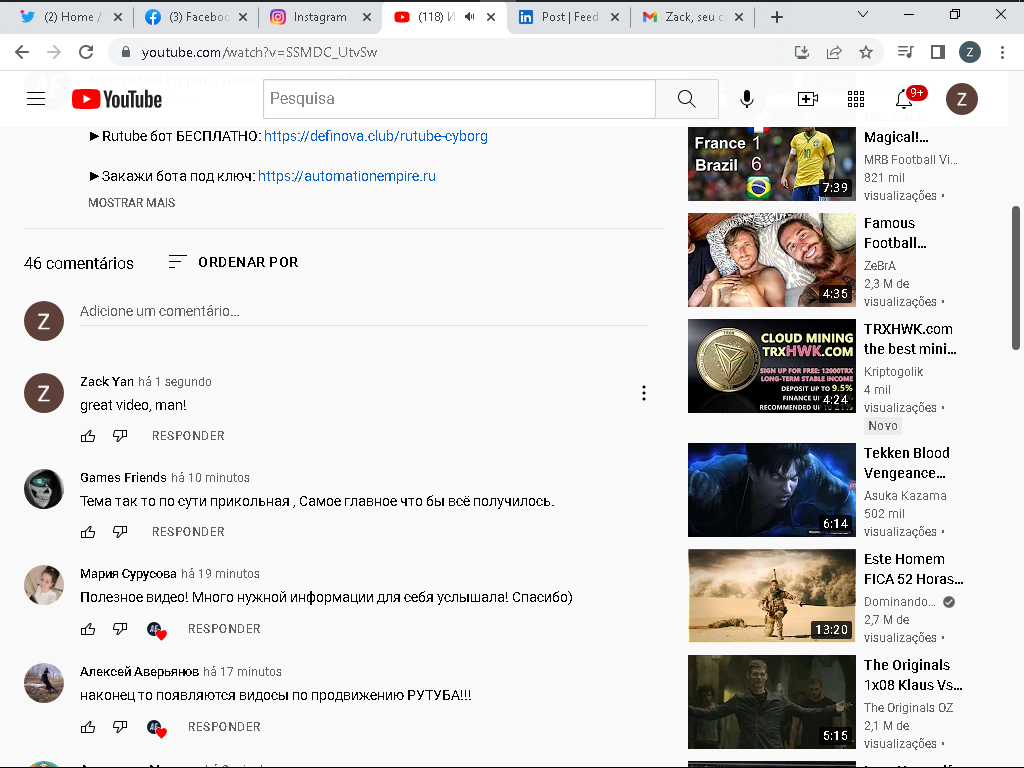 (2) Home /
(3) Faceboo
Instagram
(118) И
Post | Feed
Zack, seu c
youtube.com/watch?v=SSMDC_UtvSw
Z
YouTube
Pesquisa
9+
Z
►Rutube бот БЕСПЛАТНО: https://definova.club/rutube-cyborg
►Закажи бота под ключ: https://automationempire.ru
MOSTRAR MAIS
46 comentários
ORDENAR POR
Z
Adicione um comentário...
Z
Zack Yan há 1 segundo
great video, man!
RESPONDER
Games Friends há 10 minutos
Тема так то по сути прикольная , Самое главное что бы всё получилось.
RESPONDER
Мария Сурусова há 19 minutos
Полезное видео! Много нужной информации для себя услышала! Спасибо)
RESPONDER
Алексей Аверьянов há 17 minutos
наконец то появляются видосы по продвижению РУТУБА!!!
RESPONDER
France 1
Brazil 6
7:39
Magical!...
MRB Football Vi...
821 mil
visualizações •
4:35
Famous
Football...
ZeBrA
2,3 M de
visualizações •
CLOUD MINING
TRXHWK.COM
SIGN UP FOR FREE: 12000TRX
LONG-TERM STABLE INCOME
DEPOSIT UP TO 9.5%
FINANCE
RECOMMENDED
4:24
TRXHWK.com
the best mini...
Kriptogolik
4 mil
visualizações •
Novo
6:14
Tekken Blood
Vengeance...
Asuka Kazama
502 mil
visualizações •
13:20
Este Homem
FICA 52 Horas...
Dominando...
2,7 M de
visualizações •
5:15
The Originals
1x08 Klaus Vs...
The Originals OZ
2,1 M de
visualizações •